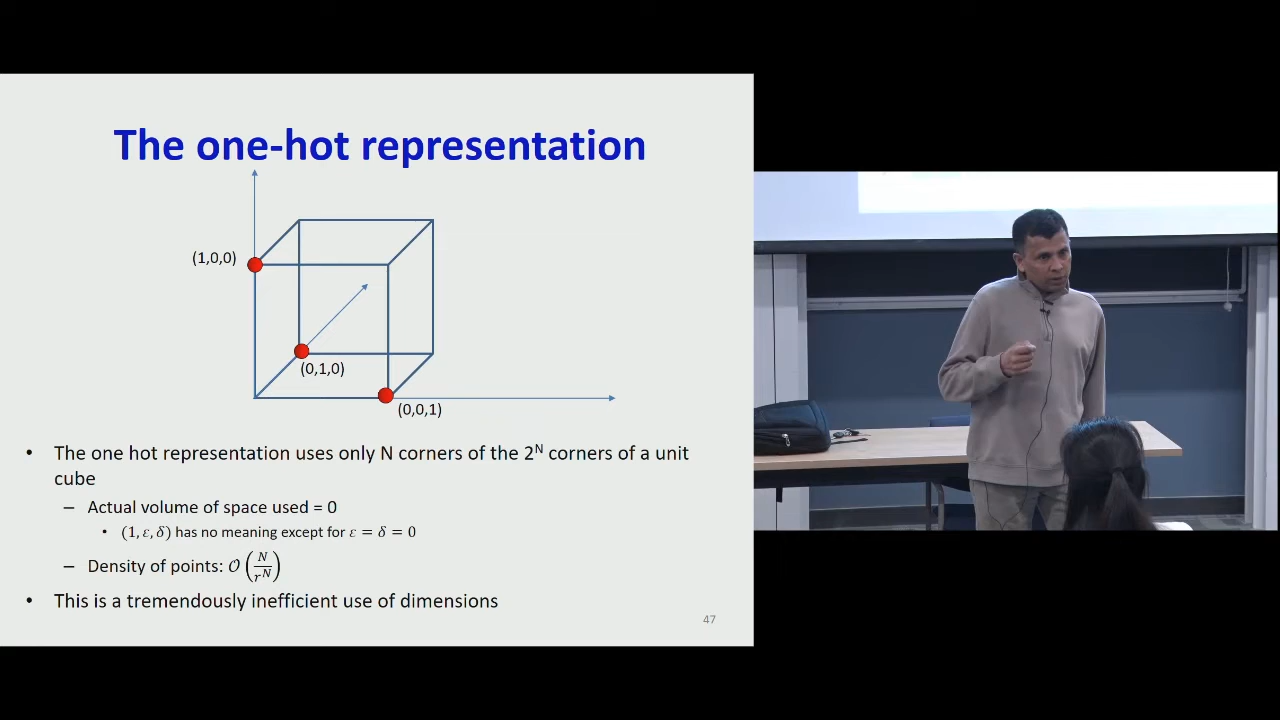 The one-hot representation
(1,0,0)
(0,1,0)
(0,0,1)
• The one hot representation uses only N corners of the 2^N corners of a unit
cube
– Actual volume of space used = 0
• (1, ε, δ) has no meaning except for ε = δ = 0
– Density of points: 𝒪(N/r^N)
• This is a tremendously inefficient use of dimensions
47